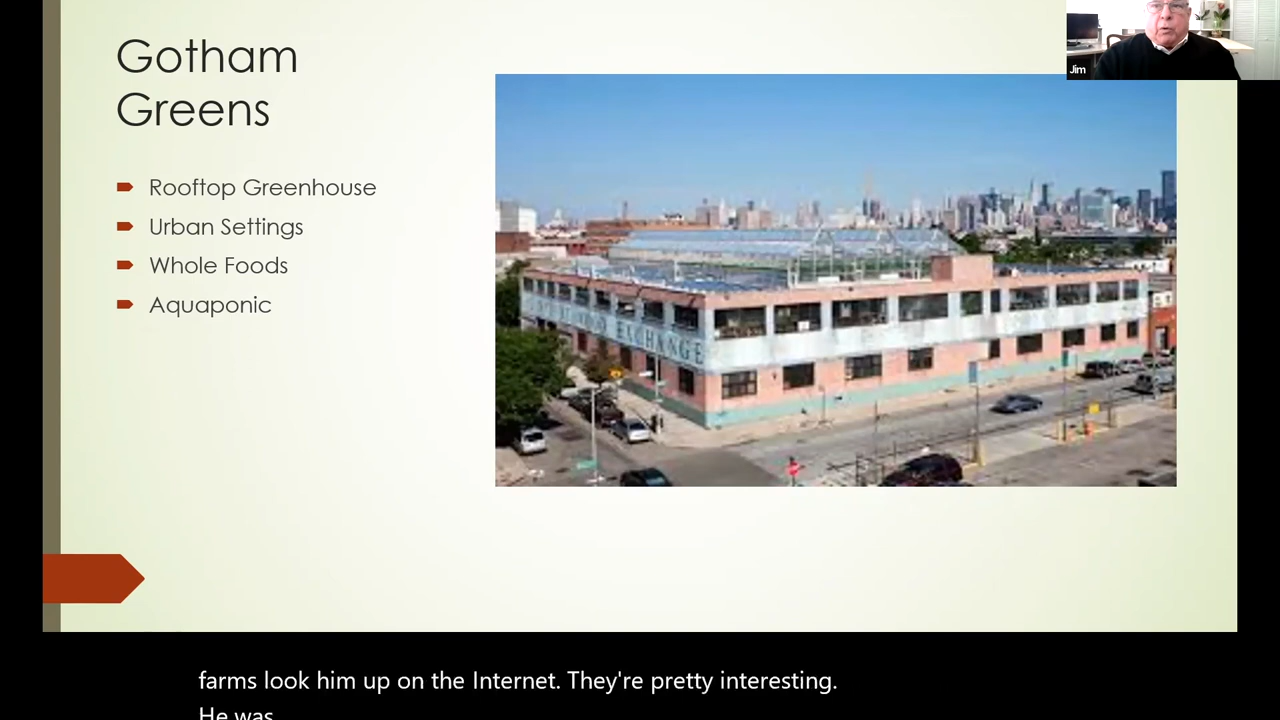 Gotham
Greens
Rooftop Greenhouse
Urban Settings
Whole Foods
Aquaponic
EXCHANGE
Jim
farms look him up on the Internet. They're pretty interesting.
He was